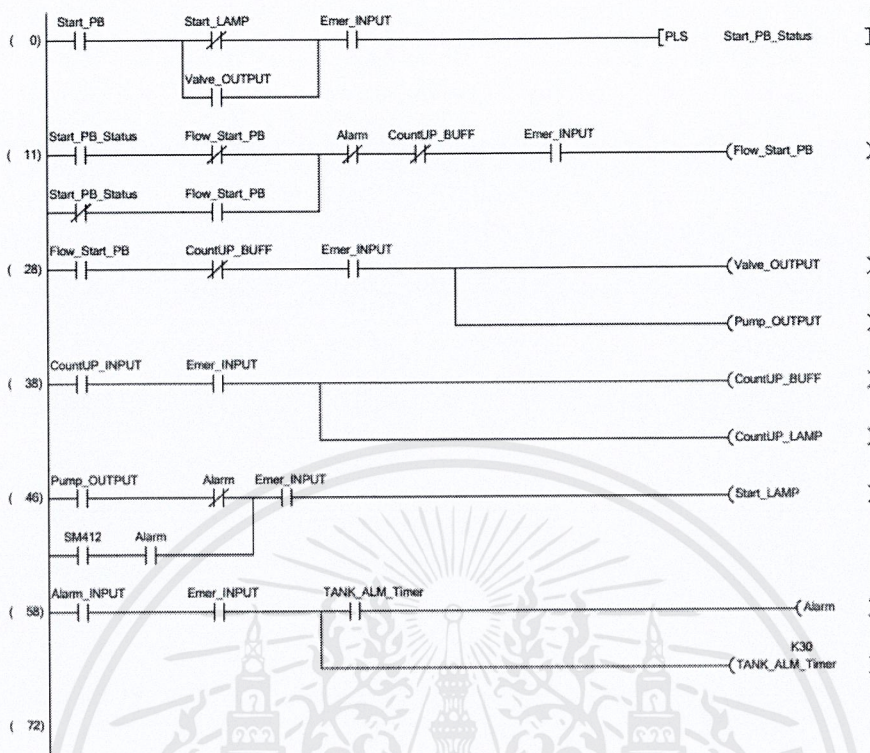 Start_PB Start_LAMP Emer_INPUT
( 0) [PLS Start_PB_Status ]
Valve_OUTPUT
Start_PB_Status Flow_Start_PB Alarm CountUP_BUFF Emer_INPUT
( 11) (Flow_Start_PB )
Start_PB_Status Flow_Start_PB
Flow_Start_PB CountUP_BUFF Emer_INPUT
( 28) (Valve_OUTPUT )
(Pump_OUTPUT )
CountUP_INPUT Emer_INPUT
( 38) (CountUP_BUFF )
(CountUP_LAMP )
Pump_OUTPUT Alarm Emer_INPUT
( 46) (Start_LAMP )
SM412 Alarm
Alarm_INPUT Emer_INPUT TANK_ALM_Timer
( 58) (Alarm )
K30
(TANK_ALM_Timer )
( 72)